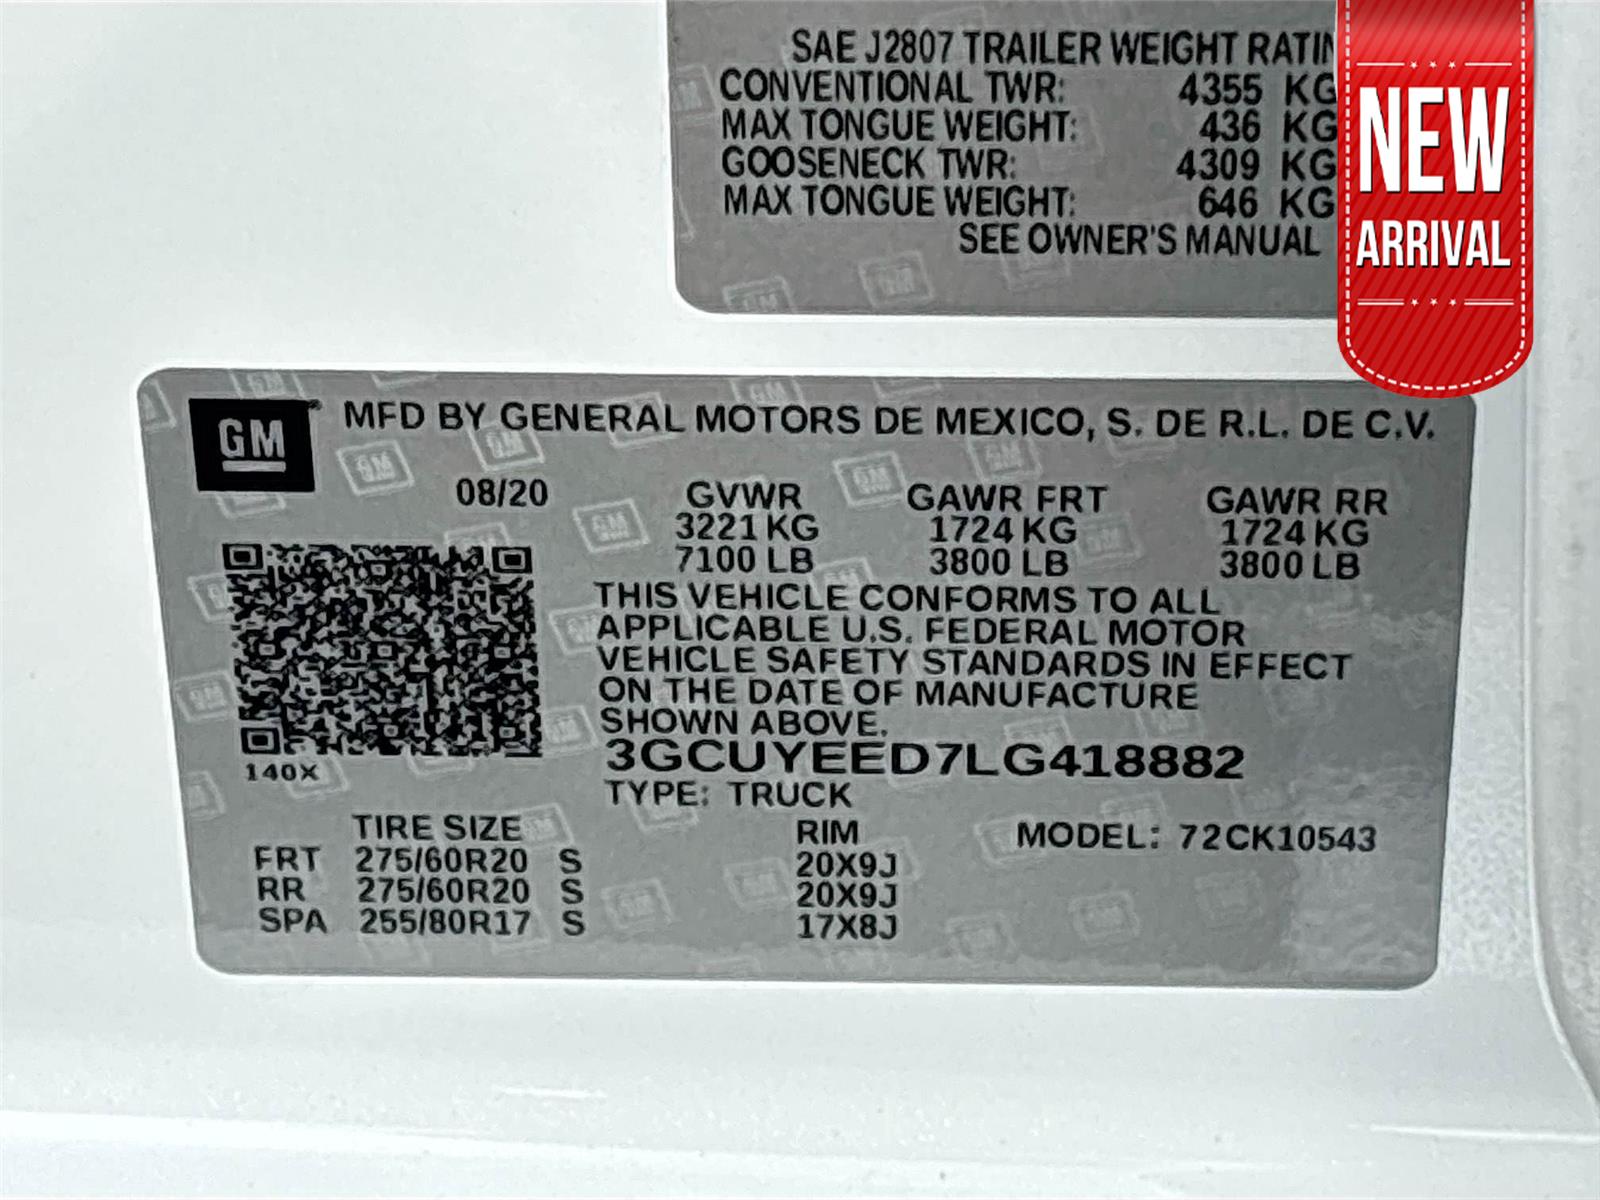 SAE J2807 TRAILER WEIGHT RATIN
CONVENTIONAL TWR: 4355 KG
MAX TONGUE WEIGHT: 436 KG
GOOSENECK TWR: 4309 KG
MAX TONGUE WEIGHT: 646 KG
SEE OWNER'S MANUAL
NEW
ARRIVAL
GM MFD BY GENERAL MOTORS DE MEXICO, S. DE R.L. DE C.V.
08/20 GVWR GAWR FRT GAWR RR
3221 KG 1724 KG 1724 KG
7100 LB 3800 LB 3800 LB
THIS VEHICLE CONFORMS TO ALL
APPLICABLE U.S. FEDERAL MOTOR
VEHICLE SAFETY STANDARDS IN EFFECT
ON THE DATE OF MANUFACTURE
SHOWN ABOVE.
3GCUYEED7LG418882
140X
TYPE: TRUCK
TIRE SIZE RIM MODEL: 72CK10543
FRT 275/60R20 S 20X9J
RR 275/60R20 S 20X9J
SPA 255/80R17 S 17X8J